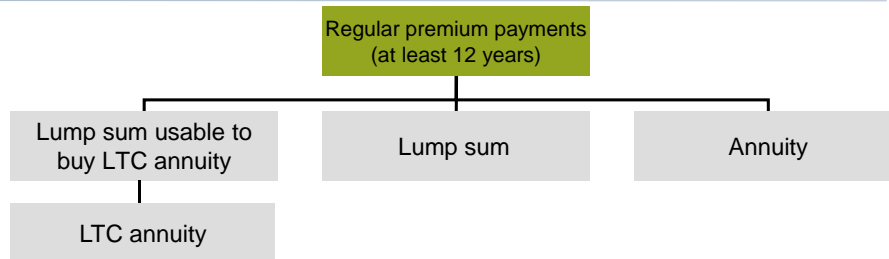 Regular premium payments
(at least 12 years)
Lump sum usable to
buy LTC annuity
Lump sum
Annuity
LTC annuity